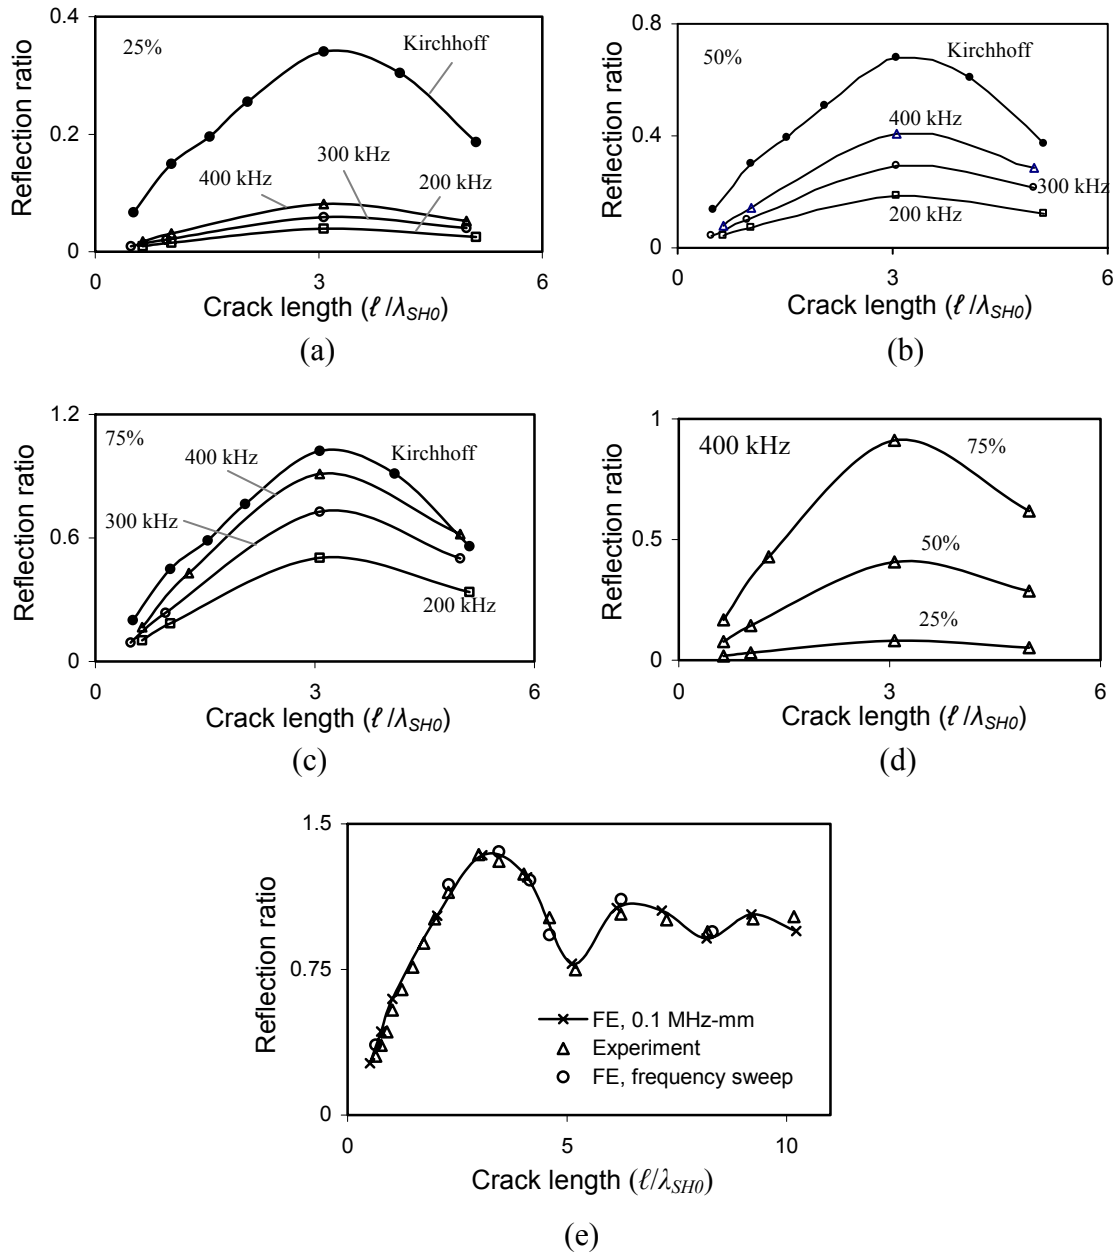 0.4
25%
Kirchhoff
0.2
300 kHz
400 kHz
200 kHz
0
0
3
6
Reflection ratio
Crack length (ℓ /λSH0)
(a)
0.8
50%
Kirchhoff
400 kHz
0.4
300 kHz
200 kHz
0
0
3
6
Reflection ratio
Crack length (ℓ /λSH0)
(b)
1.2
75%
Kirchhoff
400 kHz
0.6
300 kHz
200 kHz
0
0
3
6
Reflection ratio
Crack length (ℓ /λSH0)
(c)
1
400 kHz
75%
0.5
50%
25%
0
0
3
6
Reflection ratio
Crack length (ℓ /λSH0)
(d)
1.5
0.75
0
Reflection ratio
FE, 0.1 MHz-mm
Experiment
FE, frequency sweep
0
5
10
Crack length (ℓ/λSH0)
(e)